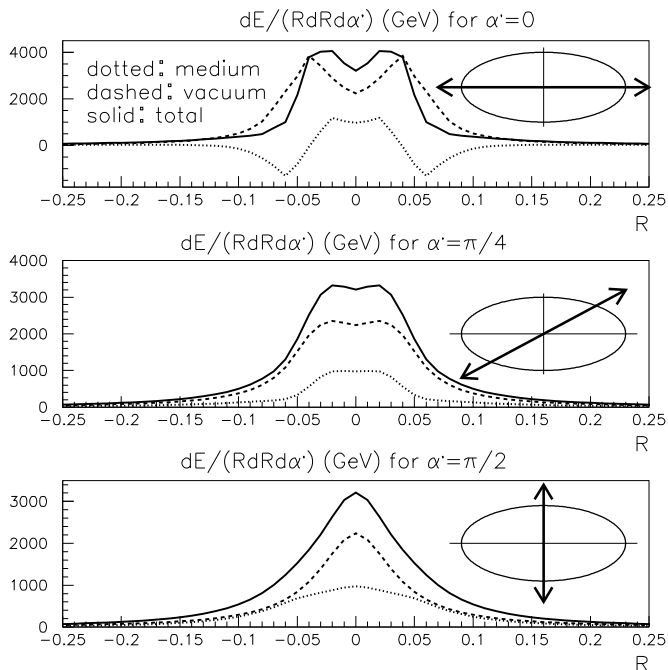 dE/(RdRdα') (GeV) for α'=0
4000
dotted: medium
dashed: vacuum
2000
solid: total
0
-0.25 -0.2 -0.15 -0.1 -0.05 0 0.05 0.1 0.15 0.2 0.25
R
dE/(RdRdα') (GeV) for α'=π/4
4000
3000
2000
1000
0
-0.25 -0.2 -0.15 -0.1 -0.05 0 0.05 0.1 0.15 0.2 0.25
R
dE/(RdRdα') (GeV) for α'=π/2
3000
2000
1000
0
-0.25 -0.2 -0.15 -0.1 -0.05 0 0.05 0.1 0.15 0.2 0.25
R